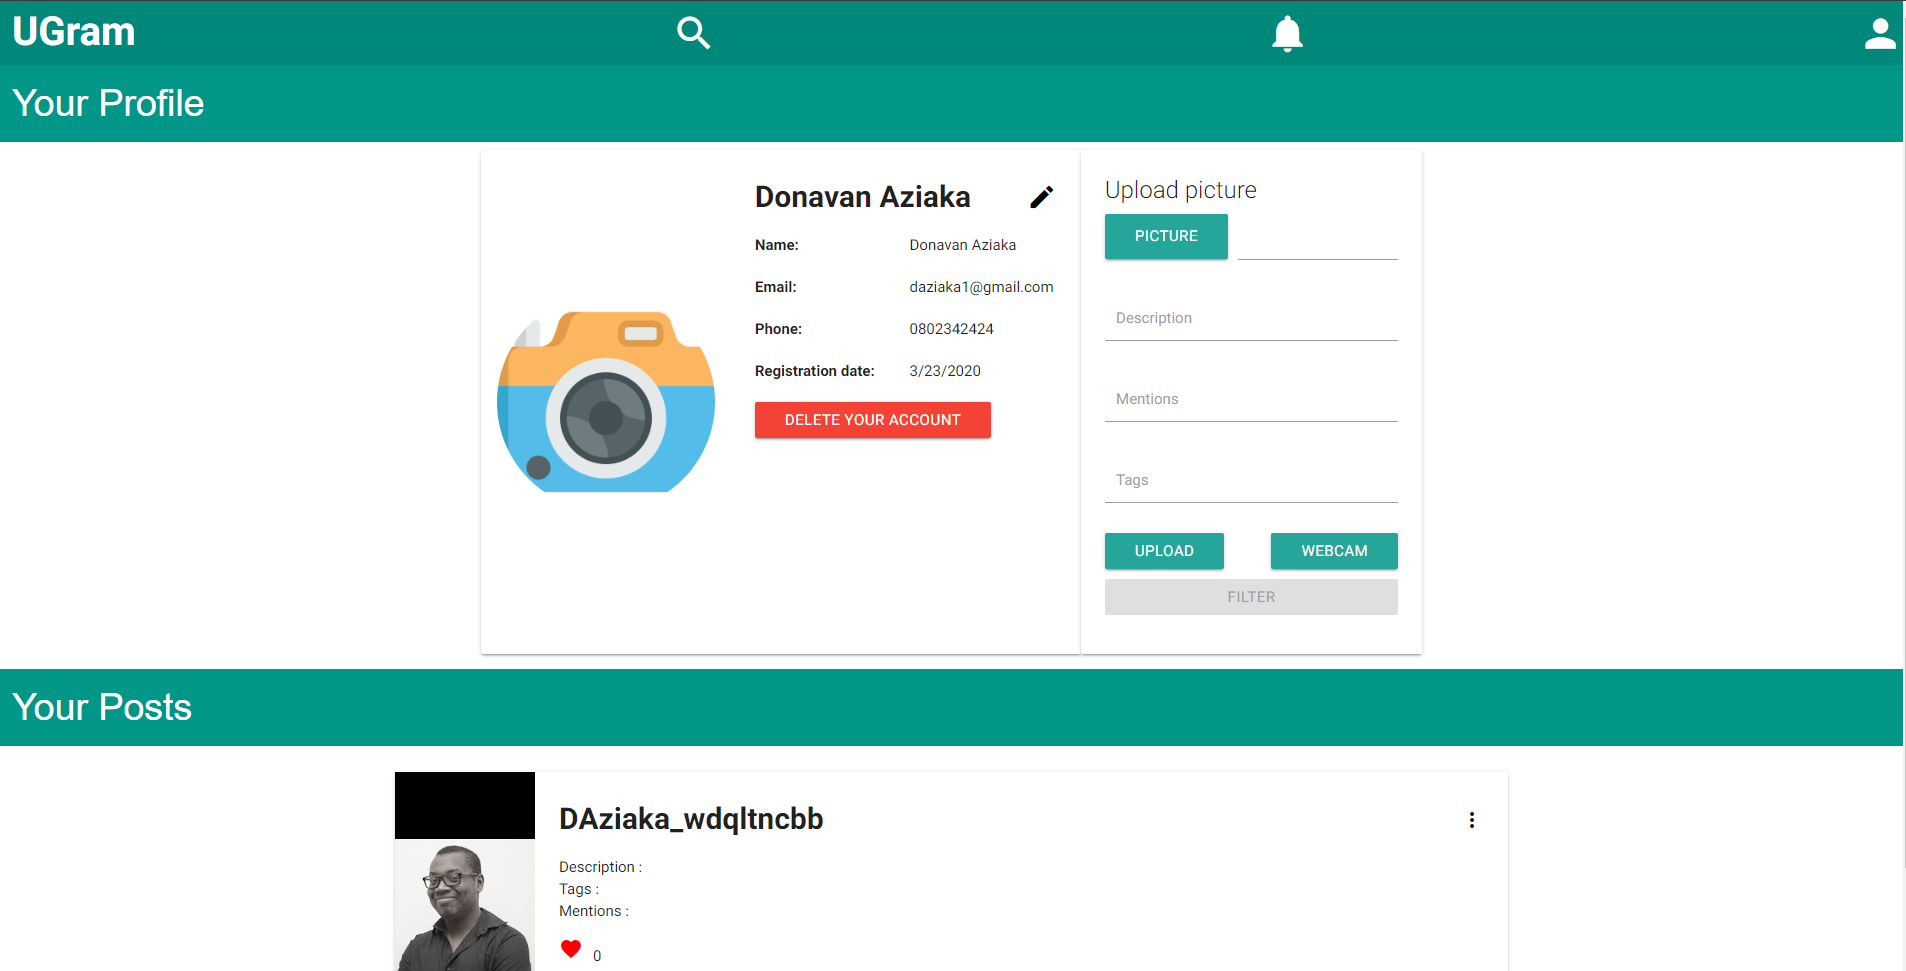 UGram
Your Profile
Donavan Aziaka
Name: Donavan Aziaka
Email: daziaka1@gmail.com
Phone: 0802342424
Registration date: 3/23/2020
DELETE YOUR ACCOUNT
Upload picture
PICTURE
Description
Mentions
Tags
UPLOAD WEBCAM
FILTER
Your Posts
DAziaka_wdqltncbb
Description :
Tags :
Mentions :
0